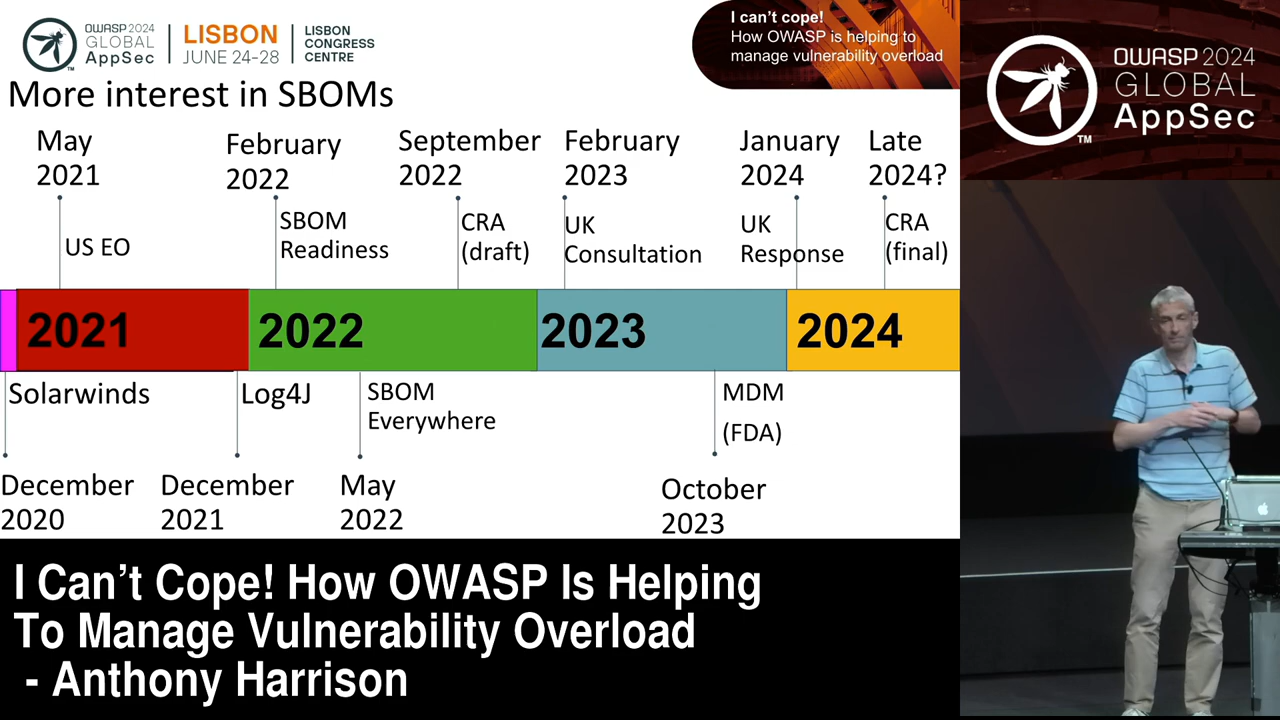 OWASP 2024
GLOBAL
AppSec
TM
LISBON
JUNE 24-28
LISBON
CONGRESS
CENTRE
I can't cope!
How OWASP is helping to
manage vulnerability overload
More interest in SBOMs
May
2021
February
2022
September
2022
February
2023
January
2024
Late
2024?
US EO
SBOM
Readiness
CRA
(draft)
UK
Consultation
UK
Response
CRA
(final)
2021
2022
2023
2024
Solarwinds
Log4J
SBOM
Everywhere
MDM
(FDA)
December
2020
December
2021
May
2022
October
2023
OWASP 2024
GLOBAL
AppSec
TM
I Can't Cope! How OWASP Is Helping
To Manage Vulnerability Overload
- Anthony Harrison